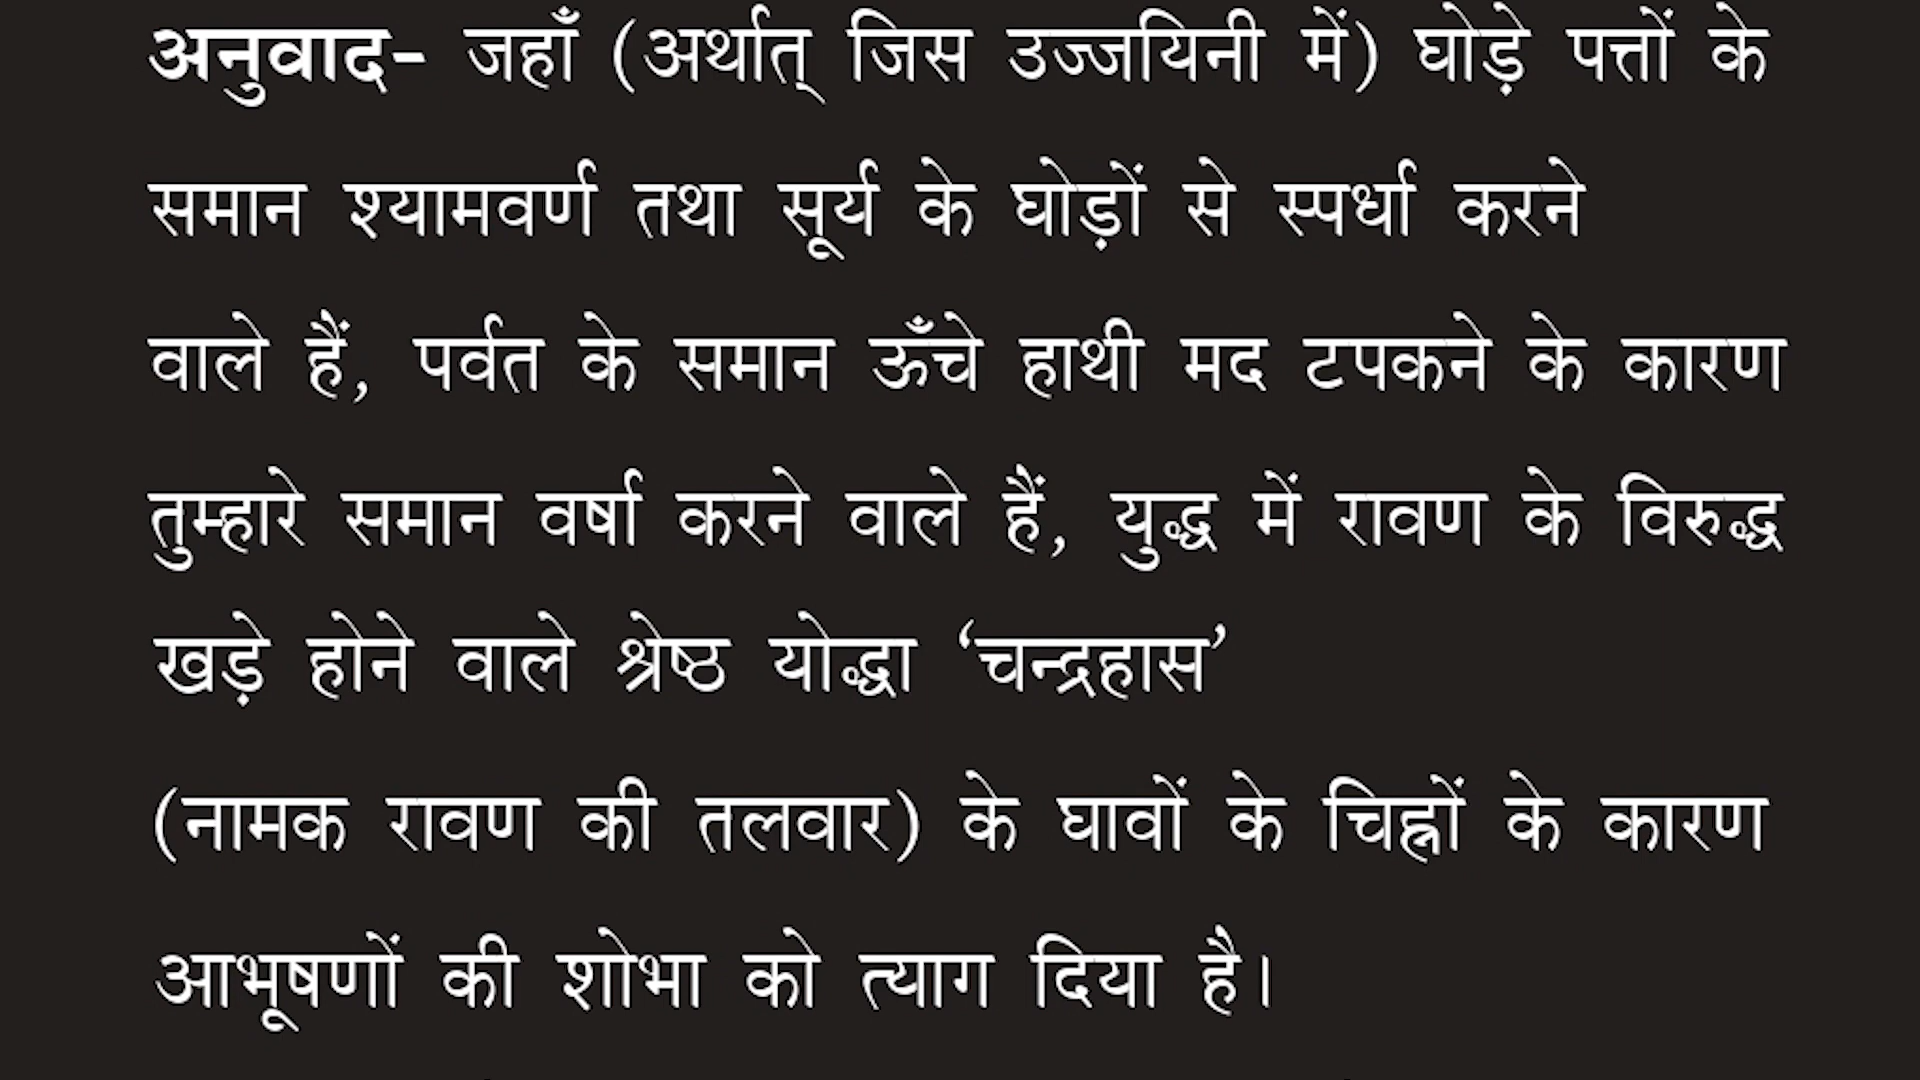 अनुवाद- जहाँ (अर्थात् जिस उज्जयिनी में) घोड़े पत्तों के
समान श्यामवर्ण तथा सूर्य के घोड़ों से स्पर्धा करने
वाले हैं, पर्वत के समान ऊँचे हाथी मद टपकने के कारण
तुम्हारे समान वर्षा करने वाले हैं, युद्ध में रावण के विरुद्ध
खड़े होने वाले श्रेष्ठ योद्धा ‘चन्द्रहास’
(नामक रावण की तलवार) के घावों के चिह्नों के कारण
आभूषणों की शोभा को त्याग दिया है।